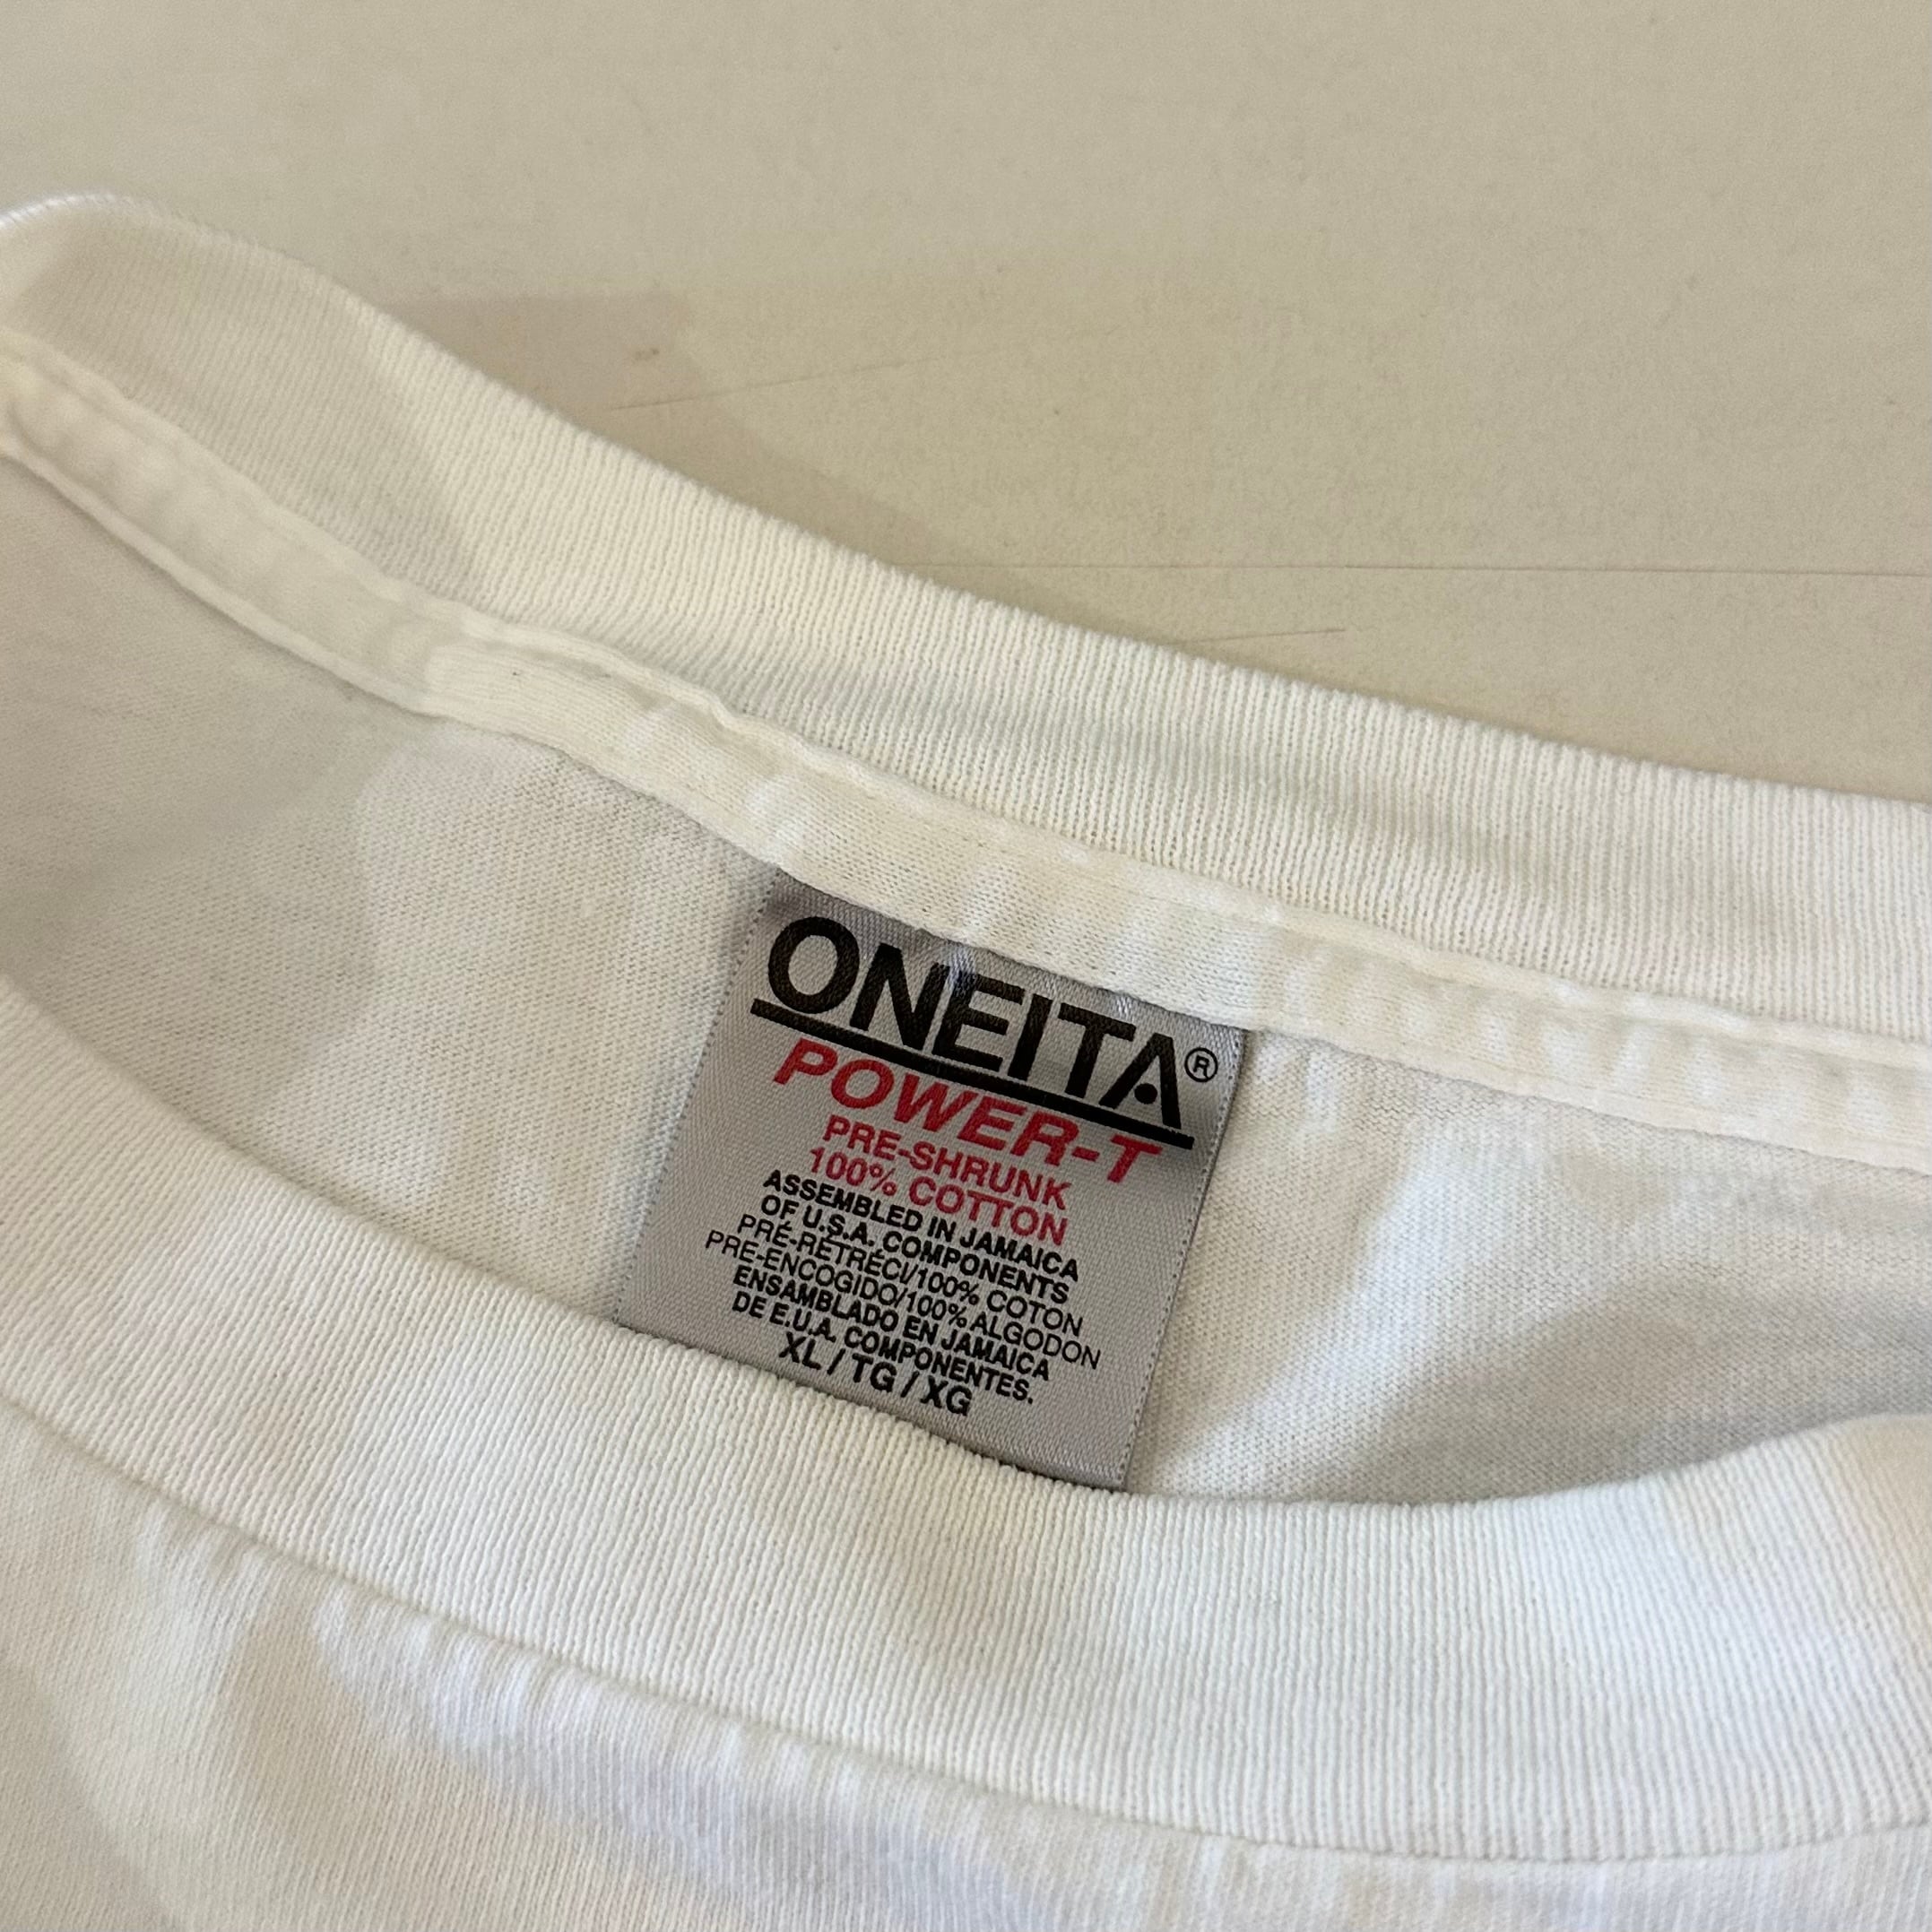 ONEITA®
POWER-T
PRE-SHRUNK
100% COTTON
ASSEMBLED IN JAMAICA
OF U.S.A. COMPONENTS
PRÉ-RÉTRÉCI/100% COTON
PRE-ENCOGIDO/100% ALGODON
ENSAMBLADO EN JAMAICA
DE E.U.A. COMPONENTES.
XL / TG / XG